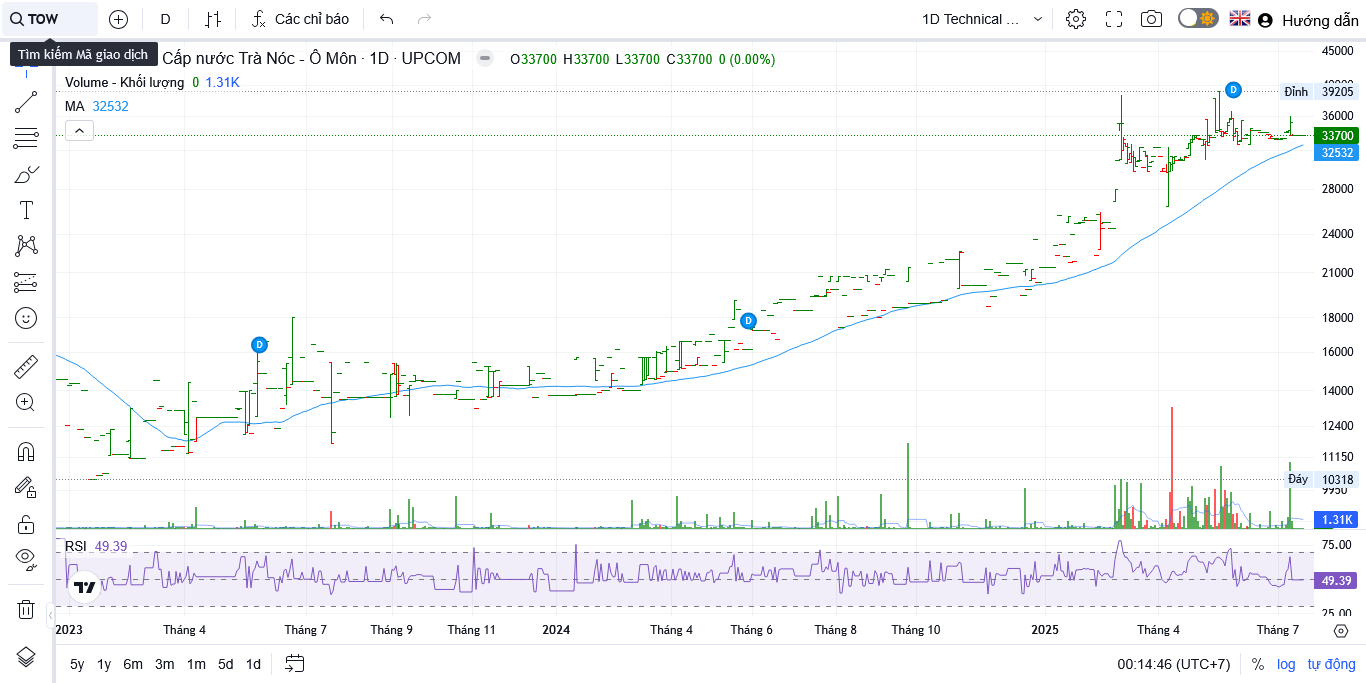 TOW
D
Các chỉ báo
1D Technical ...
Hướng dẫn
Tìm kiếm Mã giao dịch
Cấp nước Trà Nóc - Ô Môn · 1D · UPCOM
O33700 H33700 L33700 C33700 0 (0.00%)
Volume - Khối lượng 0 1.31K
MA 32532
45000
Đỉnh 39205
36000
33700
32532
28000
24000
21000
18000
16000
14000
12400
11150
Đáy 10318
9950
1.31K
D
D
D
RSI 49.39
75.00
49.39
25.00
2023 Tháng 4 Tháng 7 Tháng 9 Tháng 11 2024 Tháng 4 Tháng 6 Tháng 8 Tháng 10 2025 Tháng 4 Tháng 7
5y 1y 6m 3m 1m 5d 1d
00:14:46 (UTC+7) % log tự động